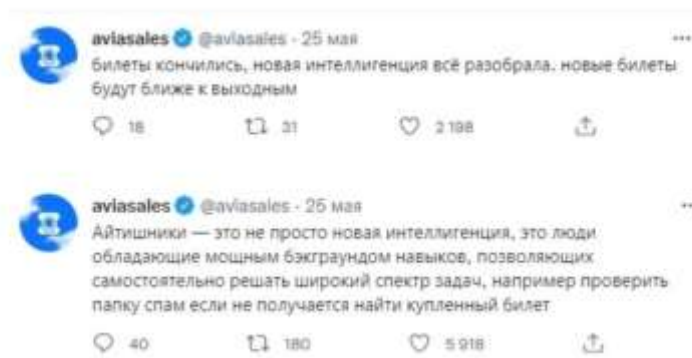 aviasales @aviasales · 25 мая
билеты кончились, новая интеллигенция всё разобрала. новые билеты
будут ближе к выходным
18 31 2 198
aviasales @aviasales · 25 мая
Айтишники — это не просто новая интеллигенция, это люди
обладающие мощным бэкграундом навыков, позволяющих
самостоятельно решать широкий спектр задач, например проверить
папку спам если не получается найти купленный билет
40 180 5 918